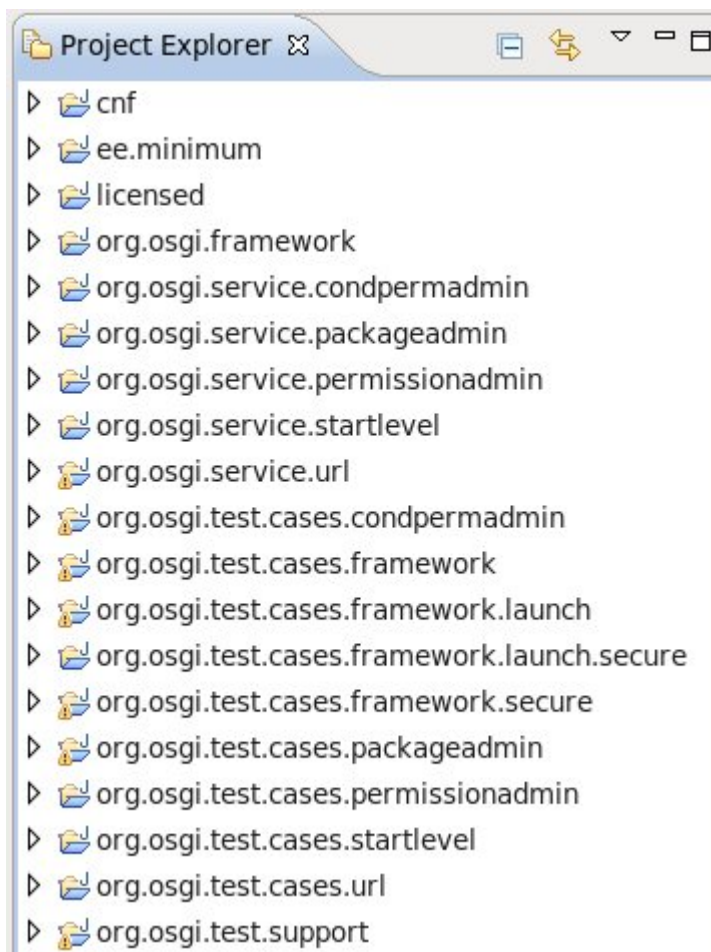 Project Explorer
cnf
ee.minimum
licensed
org.osgi.framework
org.osgi.service.condpermadmin
org.osgi.service.packageadmin
org.osgi.service.permissionadmin
org.osgi.service.startlevel
org.osgi.service.url
org.osgi.test.cases.condpermadmin
org.osgi.test.cases.framework
org.osgi.test.cases.framework.launch
org.osgi.test.cases.framework.launch.secure
org.osgi.test.cases.framework.secure
org.osgi.test.cases.packageadmin
org.osgi.test.cases.permissionadmin
org.osgi.test.cases.startlevel
org.osgi.test.cases.url
org.osgi.test.support